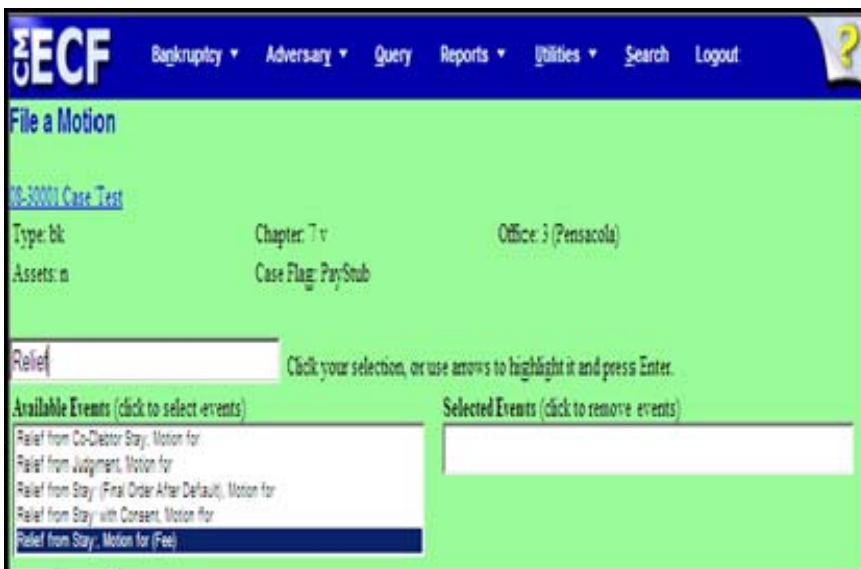 CM ECF Bankruptcy ▾ Adversary ▾ Query Reports ▾ Utilities ▾ Search Logout ?
File a Motion
08-30001 Case Test
Type: bk Chapter: 7 v Office: 3 (Pensacola)
Assets: n Case Flag: PayStub
Relief Click your selection, or use arrows to highlight it and press Enter.
Available Events (click to select events) Selected Events (click to remove events)
Relief from Co-Debtor Stay, Motion for
Relief from Judgment, Motion for
Relief from Stay (Final Order After Default), Motion for
Relief from Stay with Consent, Motion ffor
Relief from Stay:, Motion for (Fee)